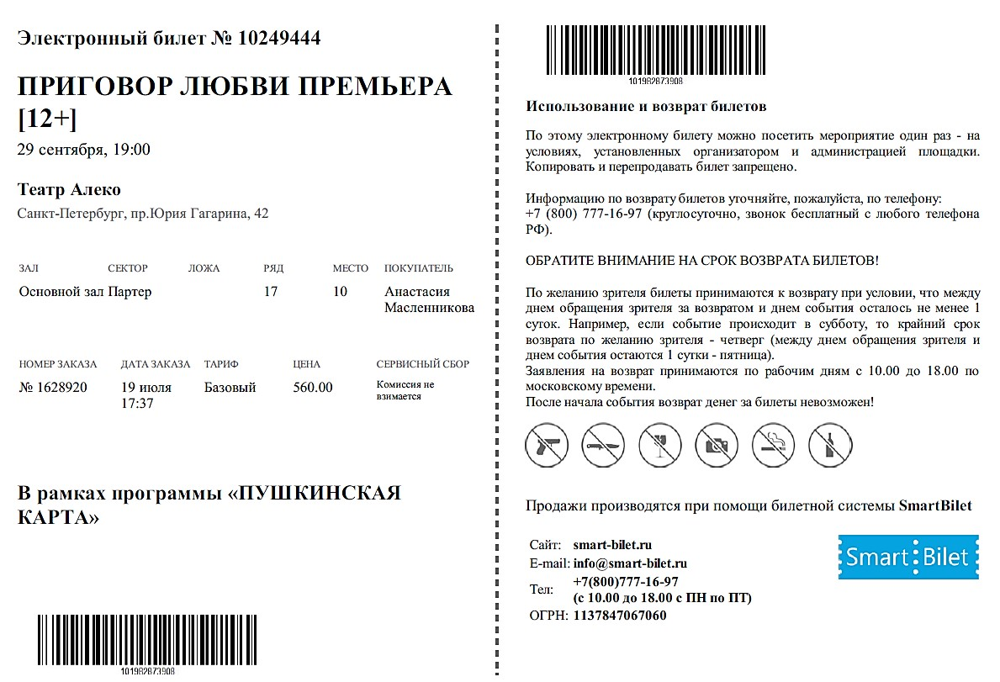 Электронный билет № 10249444
ПРИГОВОР ЛЮБВИ ПРЕМЬЕРА
[12+]
29 сентября, 19:00
Театр Алеко
Санкт-Петербург, пр.Юрия Гагарина, 42
ЗАЛ СЕКТОР ЛОЖА РЯД МЕСТО ПОКУПАТЕЛЬ
Основной зал Партер 17 10 Анастасия
Масленникова
НОМЕР ЗАКАЗА ДАТА ЗАКАЗА ТАРИФ ЦЕНА СЕРВИСНЫЙ СБОР
№ 1628920 19 июля Базовый 560.00 Комиссия не
17:37 взимается
В рамках программы «ПУШКИНСКАЯ
КАРТА»
101982873908
101982873908
Использование и возврат билетов
По этому электронному билету можно посетить мероприятие один раз - на
условиях, установленных организатором и администрацией площадки.
Копировать и перепродавать билет запрещено.
Информацию по возврату билетов уточняйте, пожалуйста, по телефону:
+7 (800) 777-16-97 (круглосуточно, звонок бесплатный с любого телефона
РФ).
ОБРАТИТЕ ВНИМАНИЕ НА СРОК ВОЗВРАТА БИЛЕТОВ!
По желанию зрителя билеты принимаются к возврату при условии, что между
днем обращения зрителя за возвратом и днем события осталось не менее 1
суток. Например, если событие происходит в субботу, то крайний срок
возврата по желанию зрителя - четверг (между днем обращения зрителя и
днем события остаются 1 сутки - пятница).
Заявления на возврат принимаются по рабочим дням с 10.00 до 18.00 по
московскому времени.
После начала события возврат денег за билеты невозможен!
Продажи производятся при помощи билетной системы SmartBilet
Сайт: smart-bilet.ru
E-mail: info@smart-bilet.ru
Тел: +7(800)777-16-97
(с 10.00 до 18.00 с ПН по ПТ)
ОГРН: 1137847067060
Smart Bilet